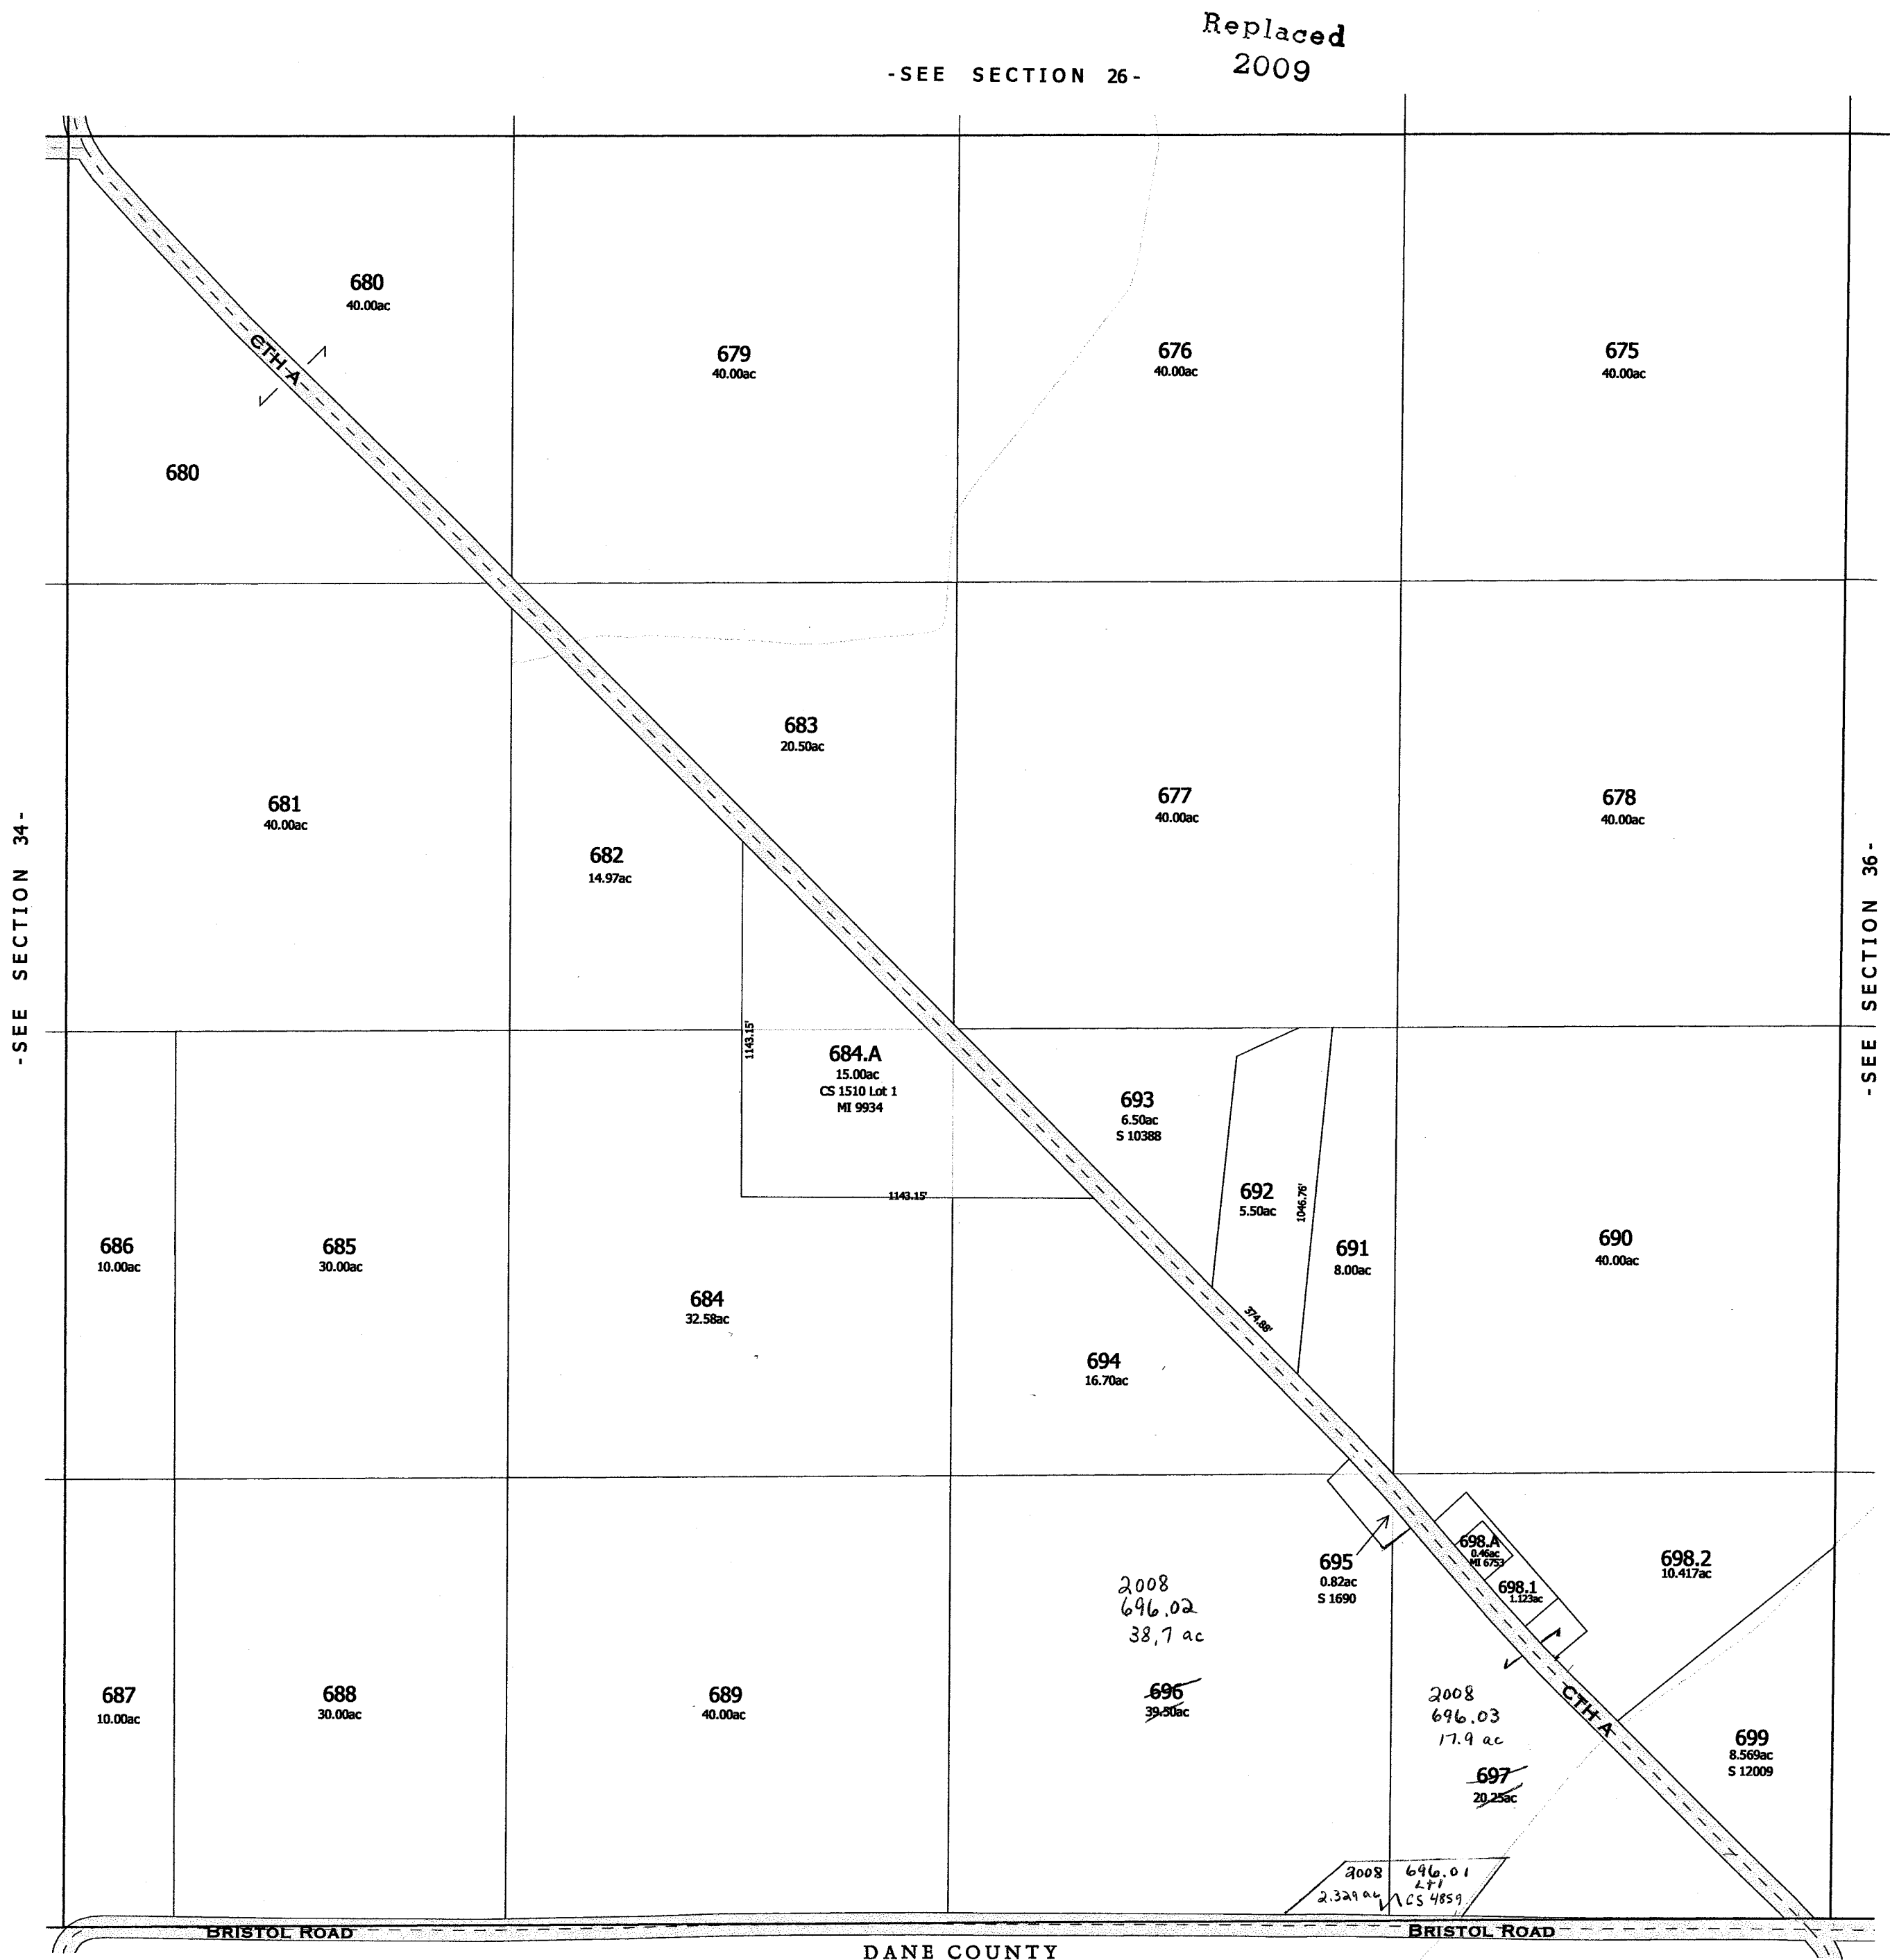 Replaced
2009
-SEE SECTION 26-
680
40.00ac
CTH A
680
679
40.00ac
676
40.00ac
675
40.00ac
-SEE SECTION 34-
-SEE SECTION 36-
683
20.50ac
681
40.00ac
682
14.97ac
677
40.00ac
678
40.00ac
1143.15'
684.A
15.00ac
CS 1510 Lot 1
MI 9934
1143.15'
693
6.50ac
S 10388
692
5.50ac
1046.76'
691
8.00ac
690
40.00ac
374.88'
686
10.00ac
685
30.00ac
684
32.58ac
694
16.70ac
695
0.82ac
S 1690
698.A
0.46ac
MI 6753
698.1
1.123ac
698.2
10.417ac
2008
696.02
38.7 ac
696
39.50ac
687
10.00ac
688
30.00ac
689
40.00ac
2008
696.03
17.9 ac
697
20.25ac
CTH A
699
8.569ac
S 12009
2008 696.01
Lt 1
2.329 ac CS 4859
BRISTOL ROAD
BRISTOL ROAD
DANE COUNTY